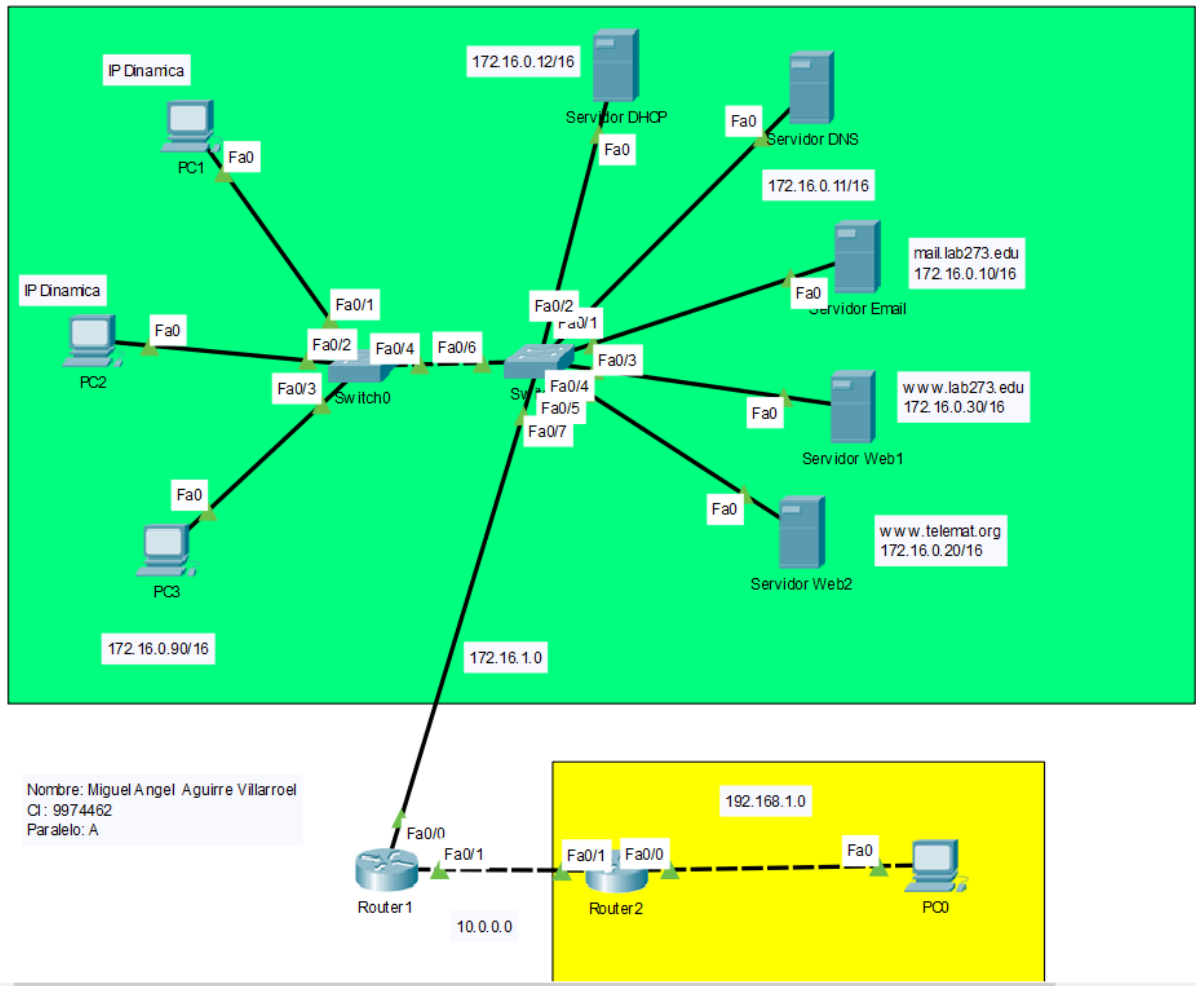 IP Dinamica
PC1
Fa0
172.16.0.12/16
Servidor DHCP
Fa0
Fa0
Servidor DNS
172.16.0.11/16
mail.lab273.edu
172.16.0.10/16
Fa0
Servidor Email
IP Dinamica
PC2
Fa0
Fa0/1
Fa0/2
Fa0/3
Fa0/4
Switch0
Fa0/6
Fa0/2
Fa0/1
Fa0/3
Fa0/4
Fa0/5
Fa0/7
www.lab273.edu
172.16.0.30/16
Fa0
Servidor Web1
Fa0
www.telemat.org
172.16.0.20/16
Servidor Web2
Fa0
PC3
172.16.0.90/16
172.16.1.0
Nombre: Miguel Angel Aguirre Villarroel
CI: 9974462
Paralelo: A
Fa0/0
Fa0/1
Router1
10.0.0.0
192.168.1.0
Fa0/1
Fa0/0
Router2
Fa0
PC0